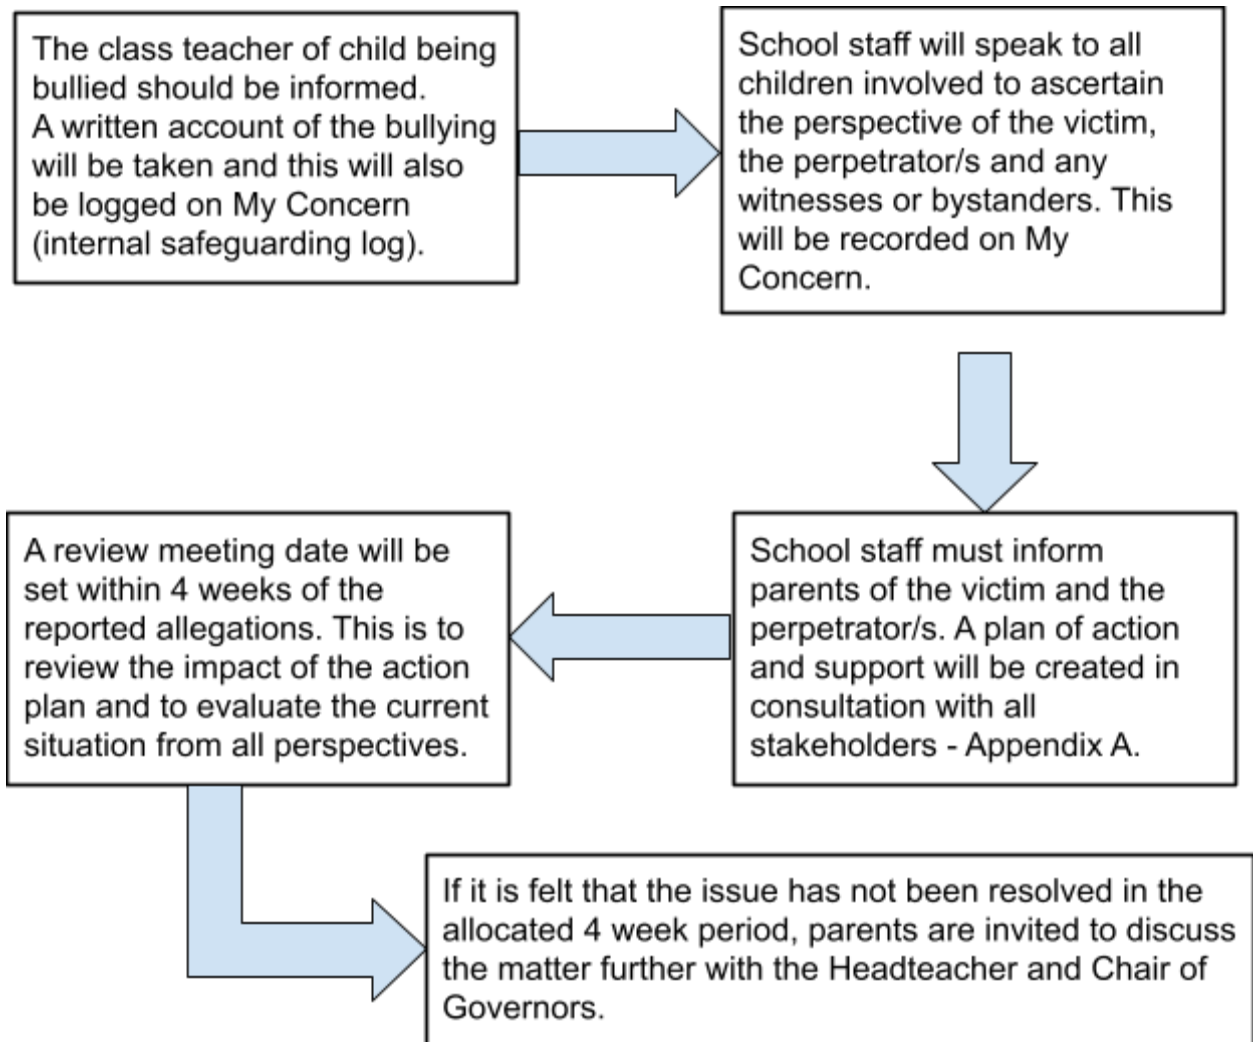 The class teacher of child being
bullied should be informed.
A written account of the bullying
will be taken and this will also
be logged on My Concern
(internal safeguarding log).
School staff will speak to all
children involved to ascertain
the perspective of the victim,
the perpetrator/s and any
witnesses or bystanders. This
will be recorded on My
Concern.
School staff must inform
parents of the victim and the
perpetrator/s. A plan of action
and support will be created in
consultation with all
stakeholders - Appendix A.
A review meeting date will be
set within 4 weeks of the
reported allegations. This is to
review the impact of the action
plan and to evaluate the current
situation from all perspectives.
If it is felt that the issue has not been resolved in the
allocated 4 week period, parents are invited to discuss
the matter further with the Headteacher and Chair of
Governors.